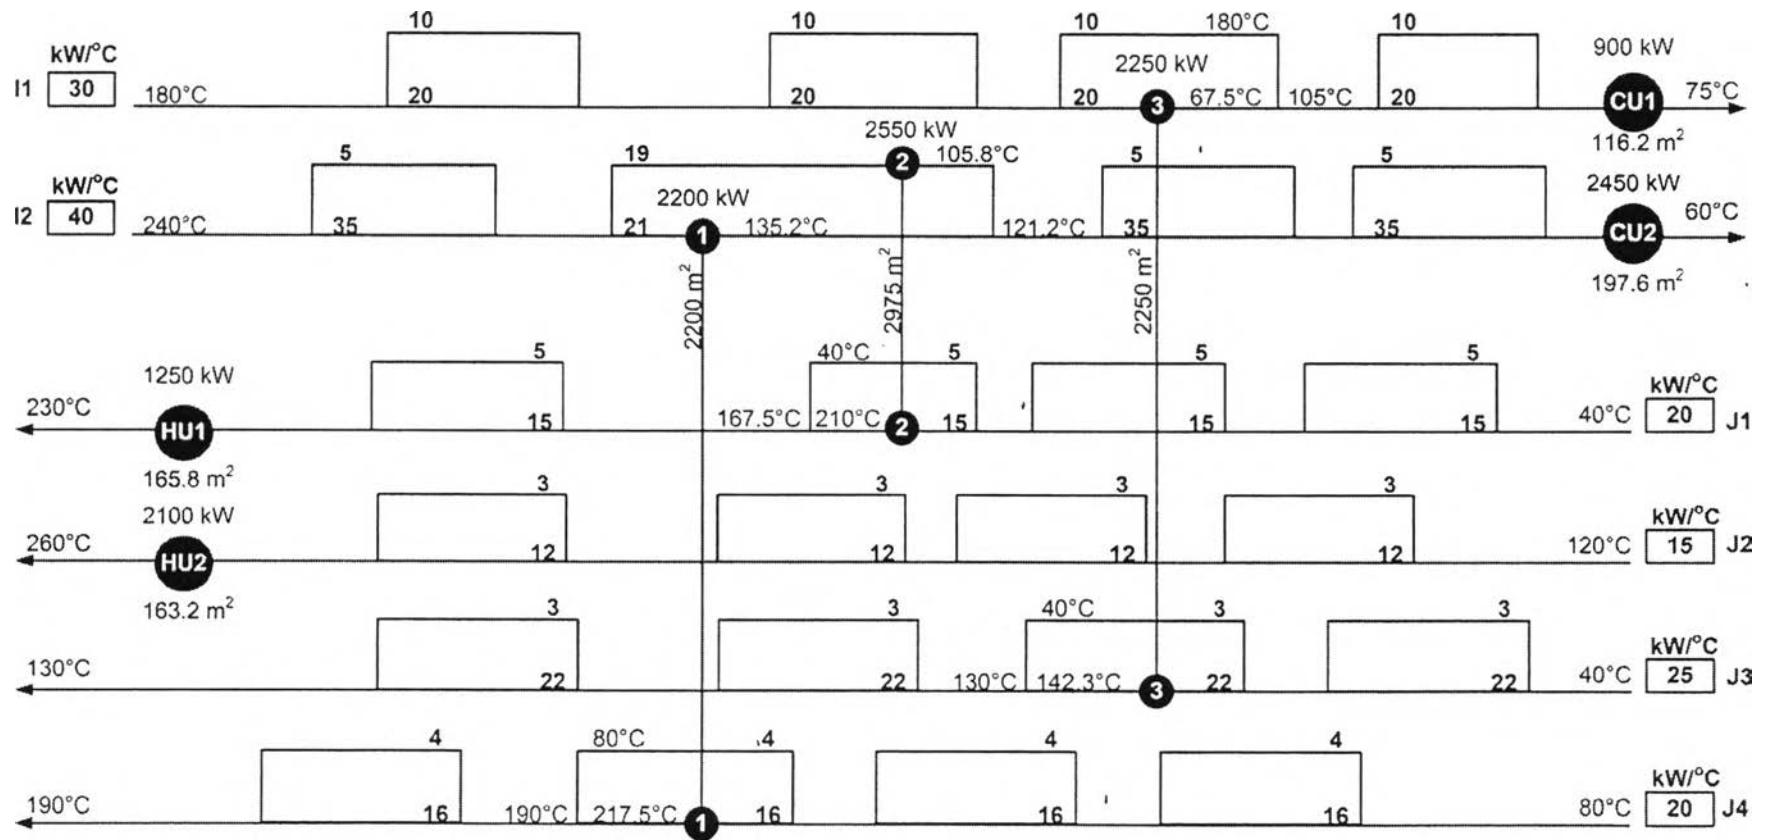 10 10 10 180°C 10
kW/°C 2250 kW 900 kW
I1 30 180°C 20 20 20 3 67.5°C 105°C 20 CU1 75°C
2550 kW 116.2 m²
5 19 2 105.8°C 5 5
kW/°C 2200 kW 2450 kW
I2 40 240°C 35 21 1 135.2°C 121.2°C 35 35 CU2 60°C
2200 m² 2975 m² 2250 m² 197.6 m²
1250 kW 5 40°C 5 5 5
kW/°C
230°C HU1 15 167.5°C 210°C 2 15 15 15 40°C 20 J1
165.8 m²
2100 kW 3 3 3 3
kW/°C
260°C HU2 12 12 12 12 120°C 15 J2
163.2 m²
3 3 40°C 3 3
kW/°C
130°C 22 22 130°C 142.3°C 3 22 22 40°C 25 J3
4 80°C 4 4 4
kW/°C
190°C 16 190°C 217.5°C 1 16 16 16 80°C 20 J4